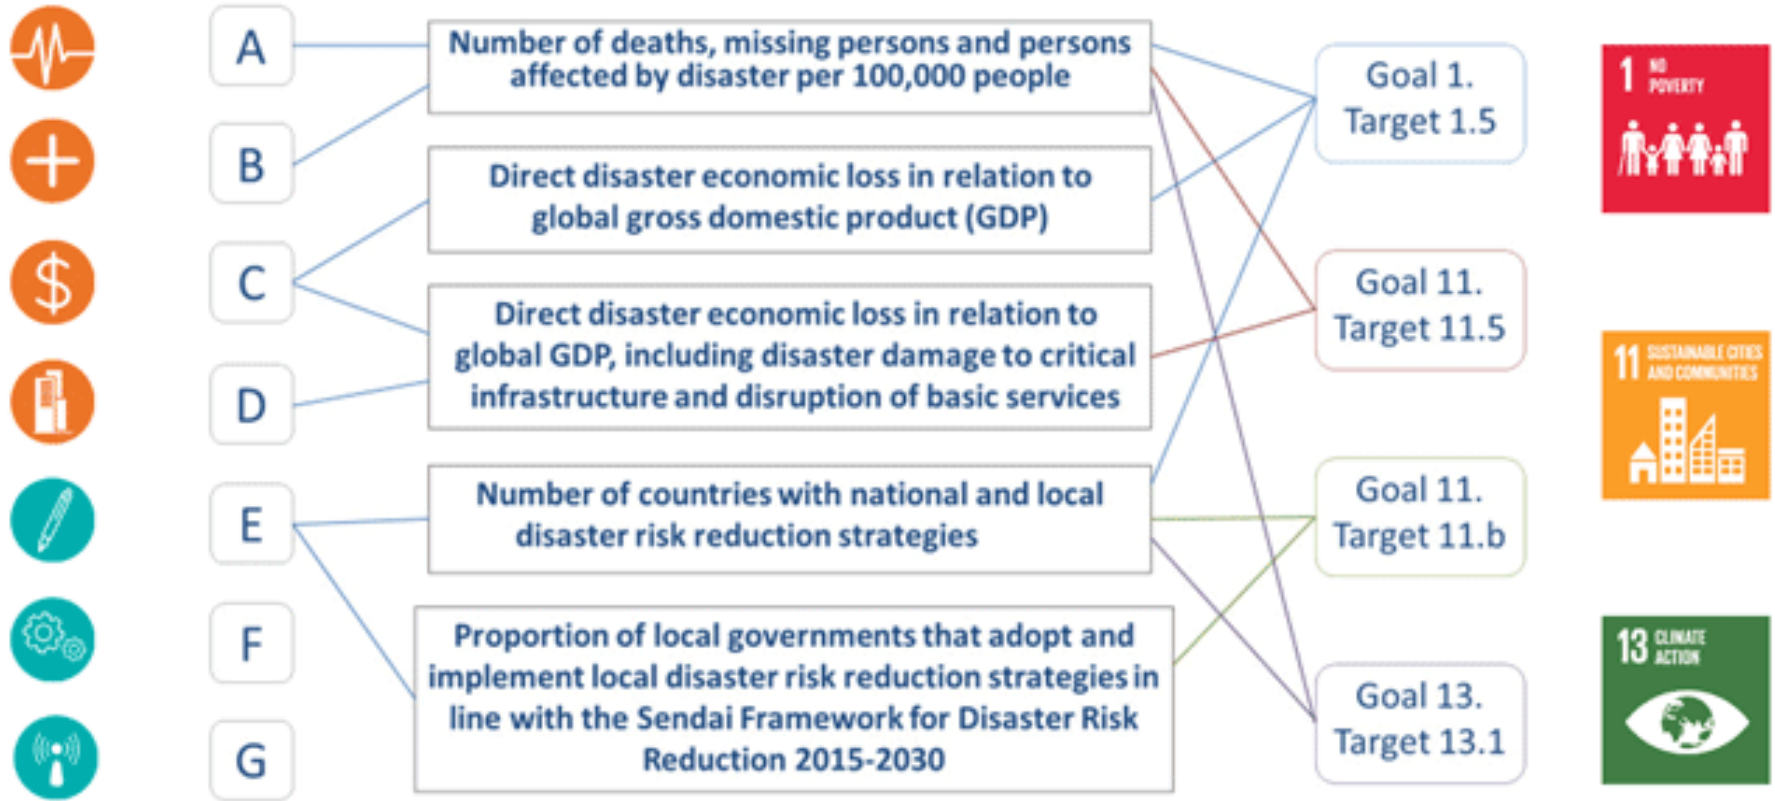 A
B
C
D
E
F
G
Number of deaths, missing persons and persons
affected by disaster per 100,000 people
Direct disaster economic loss in relation to
global gross domestic product (GDP)
Direct disaster economic loss in relation to
global GDP, including disaster damage to critical
infrastructure and disruption of basic services
Number of countries with national and local
disaster risk reduction strategies
Proportion of local governments that adopt and
implement local disaster risk reduction strategies in
line with the Sendai Framework for Disaster Risk
Reduction 2015-2030
Goal 1.
Target 1.5
Goal 11.
Target 11.5
Goal 11.
Target 11.b
Goal 13.
Target 13.1
1 NO
POVERTY
11 SUSTAINABLE CITIES
AND COMMUNITIES
13 CLIMATE
ACTION